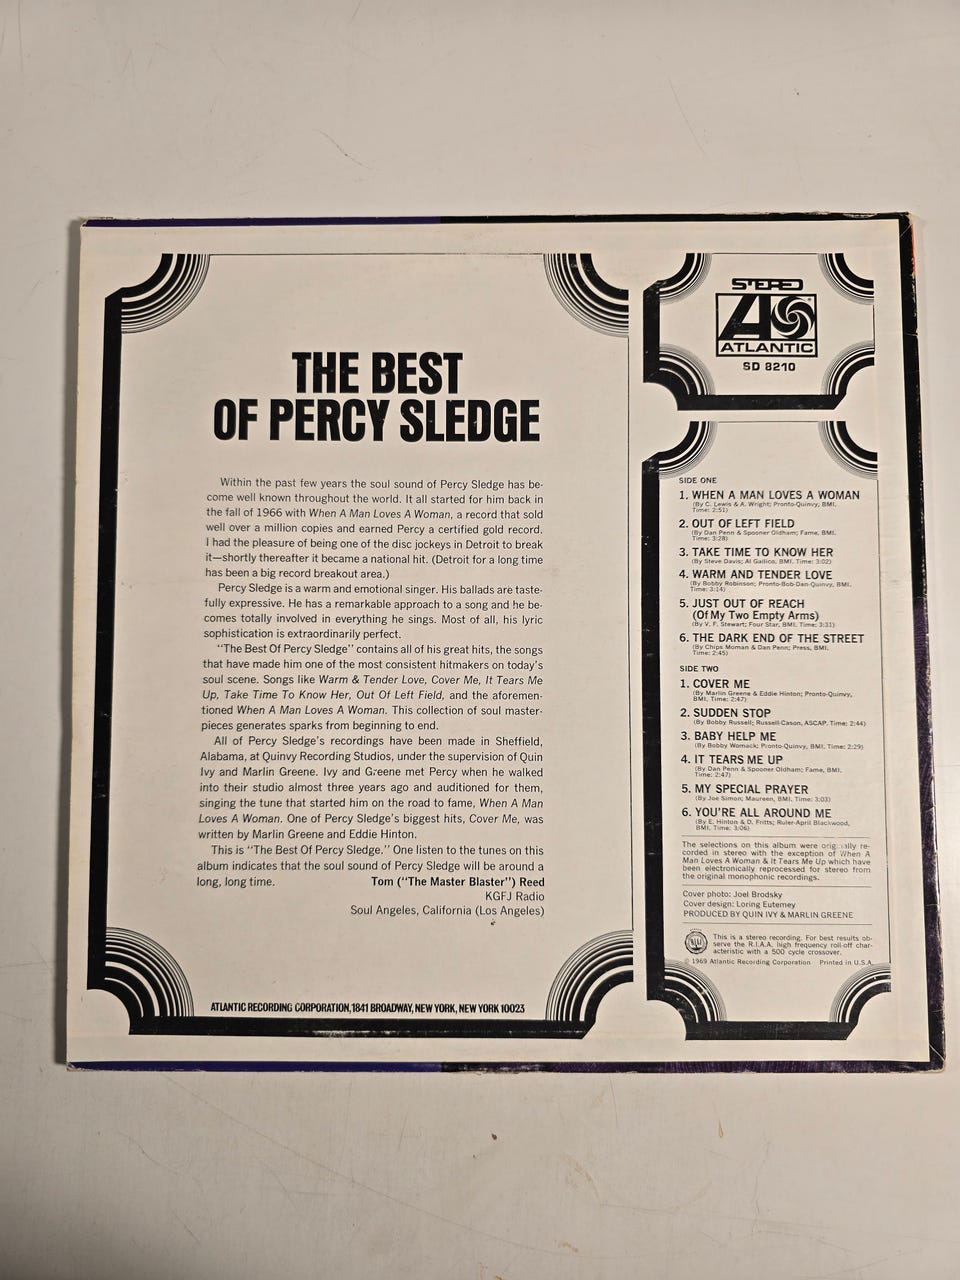 THE BEST
OF PERCY SLEDGE
Within the past few years the soul sound of Percy Sledge has be-
come well known throughout the world. It all started for him back in
the fall of 1966 with When A Man Loves A Woman, a record that sold
well over a million copies and earned Percy a certified gold record.
I had the pleasure of being one of the disc jockeys in Detroit to break
it—shortly thereafter it became a national hit. (Detroit for a long time
has been a big record breakout area.)
Percy Sledge is a warm and emotional singer. His ballads are taste-
fully expressive. He has a remarkable approach to a song and he be-
comes totally involved in everything he sings. Most of all, his lyric
sophistication is extraordinarily perfect.
"The Best Of Percy Sledge" contains all of his great hits, the songs
that have made him one of the most consistent hitmakers on today's
soul scene. Songs like Warm & Tender Love, Cover Me, It Tears Me
Up, Take Time To Know Her, Out Of Left Field, and the aforemen-
tioned When A Man Loves A Woman. This collection of soul master-
pieces generates sparks from beginning to end.
All of Percy Sledge's recordings have been made in Sheffield,
Alabama, at Quinvy Recording Studios, under the supervision of Quin
Ivy and Marlin Greene. Ivy and Greene met Percy when he walked
into their studio almost three years ago and auditioned for them,
singing the tune that started him on the road to fame, When A Man
Loves A Woman. One of Percy's biggest hits, Cover Me, was
written by Marlin Greene and Eddie Hinton.
This is "The Best Of Percy Sledge." One listen to the tunes on this
album indicates that the soul sound of Percy Sledge will be around a
long, long time. Tom ("The Master Blaster") Reed
KGFJ Radio
Soul Angeles, California (Los Angeles)
ATLANTIC RECORDING CORPORATION, 1841 BROADWAY, NEW YORK, NEW YORK 10023
STEREO
A
ATLANTIC
SD 8210
SIDE ONE
1. WHEN A MAN LOVES A WOMAN
(By C. Lewis & A. Wright; Pronto-Quinvy, BMI.
Time: 2:51)
2. OUT OF LEFT FIELD
(By Dan Penn & Spooner Oldham; Fame, BMI.
Time: 3:28)
3. TAKE TIME TO KNOW HER
(By Steve Davis; Al Gallico, BMI. Time: 3:02)
4. WARM AND TENDER LOVE
(By Bobby Robinson; Pronto-Bob-Dan-Quinvy, BMI.
Time: 3:14)
5. JUST OUT OF REACH
(Of My Two Empty Arms)
(By V. F. Stewart; Four Star, BMI. Time: 3:31)
6. THE DARK END OF THE STREET
(By Chips Moman & Dan Penn; Press, BMI.
Time: 2:45)
SIDE TWO
1. COVER ME
(By Marlin Greene & Eddie Hinton; Pronto-Quinvy,
BMI. Time: 2:47)
2. SUDDEN STOP
(By Bobby Russell; Russell-Cason, ASCAP. Time: 2:44)
3. BABY HELP ME
(By Bobby Womack; Pronto-Quinvy, BMI. Time: 2:29)
4. IT TEARS ME UP
(By Dan Penn & Spooner Oldham; Fame, BMI.
Time: 2:47)
5. MY SPECIAL PRAYER
(By Joe Simon; Maureen, BMI. Time: 3:03)
6. YOU'RE ALL AROUND ME
(By E. Hinton & D. Fritts; Ruler-April Blackwood,
BMI. Time: 3:06)
The selections on this album were originally re-
corded in stereo with the exception of When A
Man Loves A Woman & It Tears Me Up which have
been electronically reprocessed for stereo from
the original monophonic recordings.
Cover photo: Joel Brodsky
Cover design: Loring Eutemey
PRODUCED BY QUIN IVY & MARLIN GREENE
This is a stereo recording. For best results ob-
serve the R.I.A.A. high frequency roll-off char-
acteristic with a 500 cycle crossover.
© 1969 Atlantic Recording Corporation Printed in U.S.A.